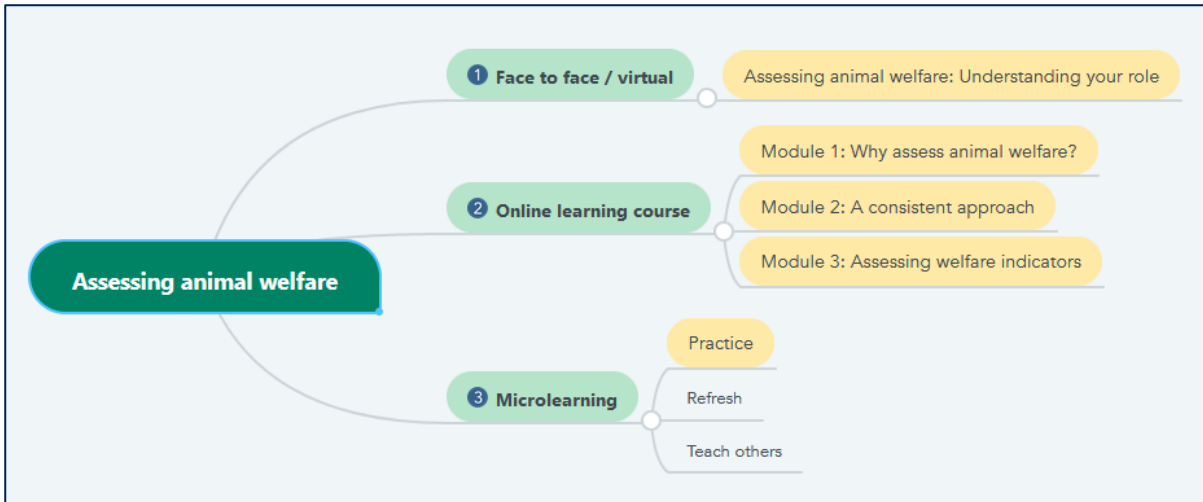 Assessing animal welfare
1 Face to face / virtual
Assessing animal welfare: Understanding your role
2 Online learning course
Module 1: Why assess animal welfare?
Module 2: A consistent approach
Module 3: Assessing welfare indicators
3 Microlearning
Practice
Refresh
Teach others